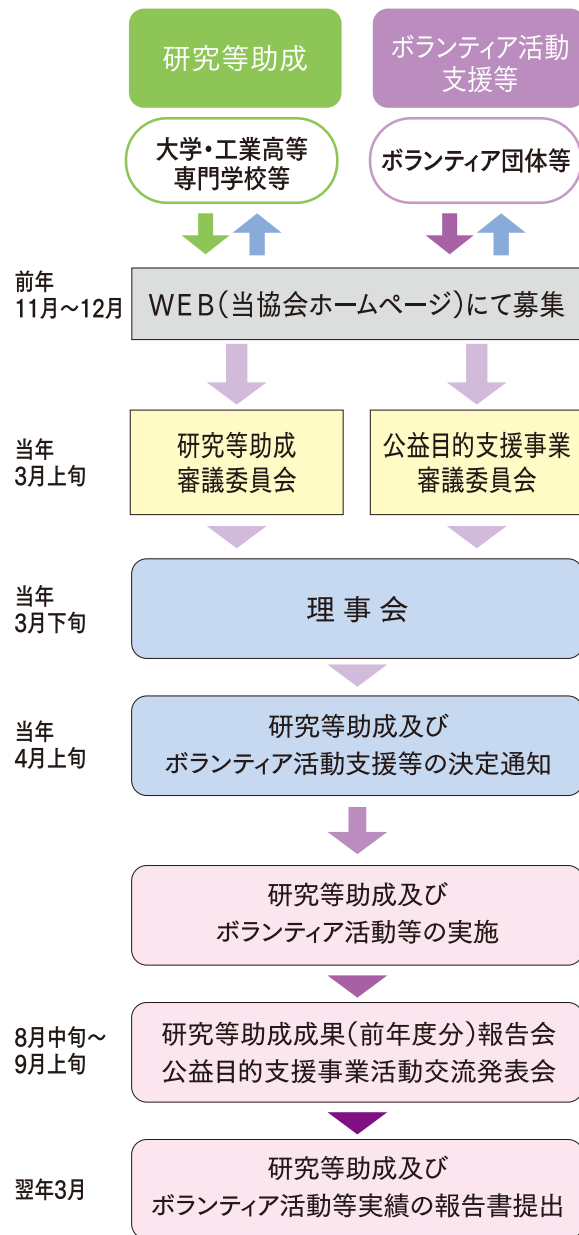 研究等助成
ボランティア活動
支援等
大学・工業高等
専門学校等
ボランティア団体等
前年
11月～12月
WEB(当協会ホームページ)にて募集
当年
3月上旬
研究等助成
審議委員会
公益目的支援事業
審議委員会
当年
3月下旬
理事会
当年
4月上旬
研究等助成及び
ボランティア活動支援等の決定通知
研究等助成及び
ボランティア活動等の実施
8月中旬～
9月上旬
研究等助成成果(前年度分)報告会
公益目的支援事業活動交流発表会
翌年3月
研究等助成及び
ボランティア活動等実績の報告書提出